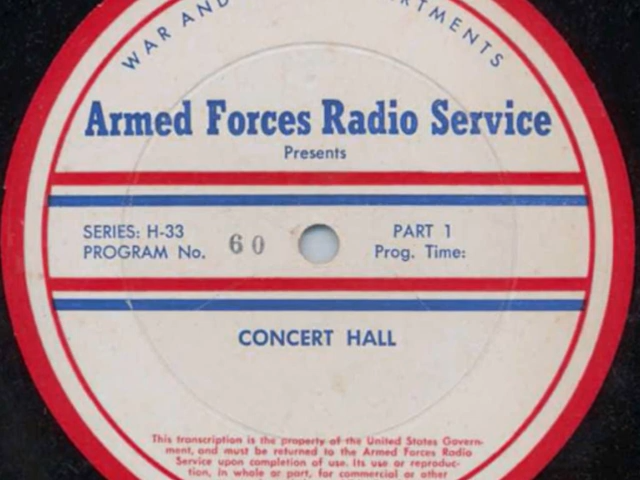 WAR AND
Armed Forces Radio Service
Presents
SERIES: H-33
PROGRAM No. 60
PART 1
Prog. Time:
CONCERT HALL
This transcription is the property of the United States Govern-
ment, and must be returned to the Armed Forces Radio
Service upon completion of use. Its use or reproduc-
tion, in whole or part, for commercial or other